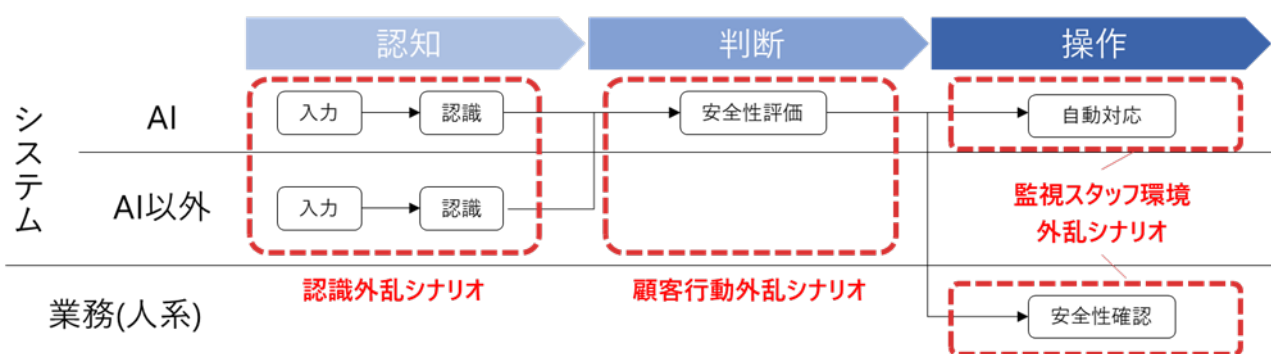 認知
判断
操作
システム
AI
入力
認識
安全性評価
自動対応
AI以外
入力
認識
監視スタッフ環境
外乱シナリオ
認識外乱シナリオ
顧客行動外乱シナリオ
業務(人系)
安全性確認